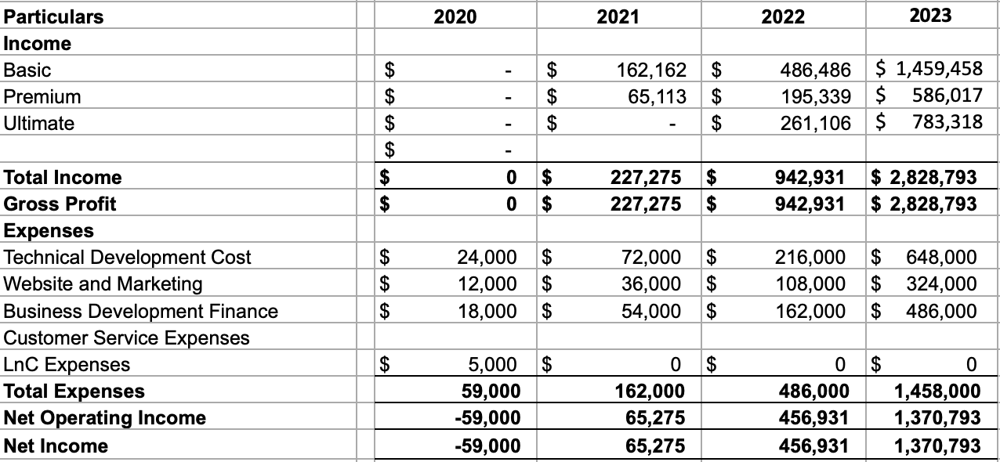 Particulars 2020 2021 2022 2023
Income
Basic $ - $ 162,162 $ 486,486 $ 1,459,458
Premium $ - $ 65,113 $ 195,339 $ 586,017
Ultimate $ - $ - $ 261,106 $ 783,318
$ -
Total Income $ 0 $ 227,275 $ 942,931 $ 2,828,793
Gross Profit $ 0 $ 227,275 $ 942,931 $ 2,828,793
Expenses
Technical Development Cost $ 24,000 $ 72,000 $ 216,000 $ 648,000
Website and Marketing $ 12,000 $ 36,000 $ 108,000 $ 324,000
Business Development Finance $ 18,000 $ 54,000 $ 162,000 $ 486,000
Customer Service Expenses
LnC Expenses $ 5,000 $ 0 $ 0 $ 0
Total Expenses 59,000 162,000 486,000 1,458,000
Net Operating Income -59,000 65,275 456,931 1,370,793
Net Income -59,000 65,275 456,931 1,370,793